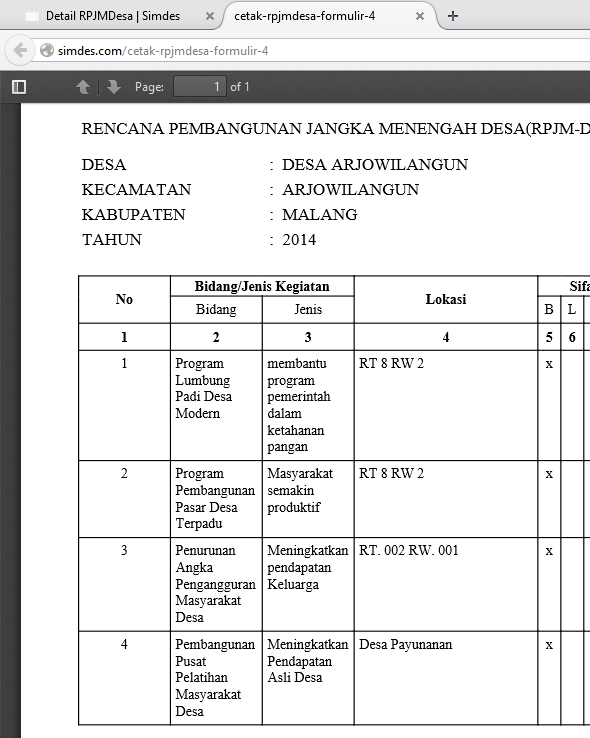 Detail RPJMDesa | Simdes × cetak-rpjmdesa-formulir-4 × +
simdes.com/cetak-rpjmdesa-formulir-4
Page: 1 of 1
RENCANA PEMBANGUNAN JANGKA MENENGAH DESA(RPJM-D
DESA : DESA ARJOWILANGUN
KECAMATAN : ARJOWILANGUN
KABUPATEN : MALANG
TAHUN : 2014
No Bidang/Jenis Kegiatan Lokasi Sifa
Bidang Jenis B L
1 2 3 4 5 6
1 Program membantu RT 8 RW 2 x
Lumbung program
Padi Desa pemerintah
Modern dalam
ketahanan
pangan
2 Program Masyarakat RT 8 RW 2 x
Pembangunan semakin
Pasar Desa produktif
Terpadu
3 Penurunan Meningkatkan RT. 002 RW. 001 x
Angka pendapatan
Pengangguran Keluarga
Masyarakat
Desa
4 Pembangunan Meningkatkan Desa Payunanan x
Pusat Pendapatan
Pelatihan Asli Desa
Masyarakat
Desa